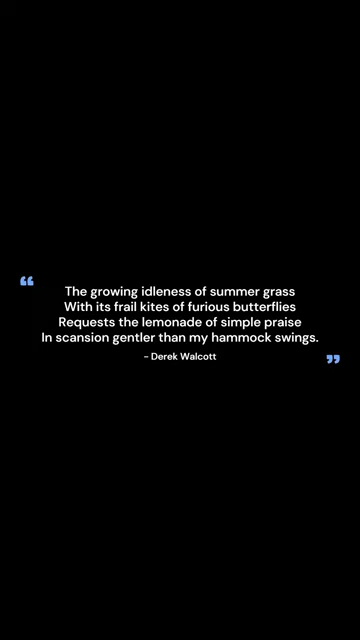 “
The growing idleness of summer grass
With its frail kites of furious butterflies
Requests the lemonade of simple praise
In scansion gentler than my hammock swings.
- Derek Walcott
”